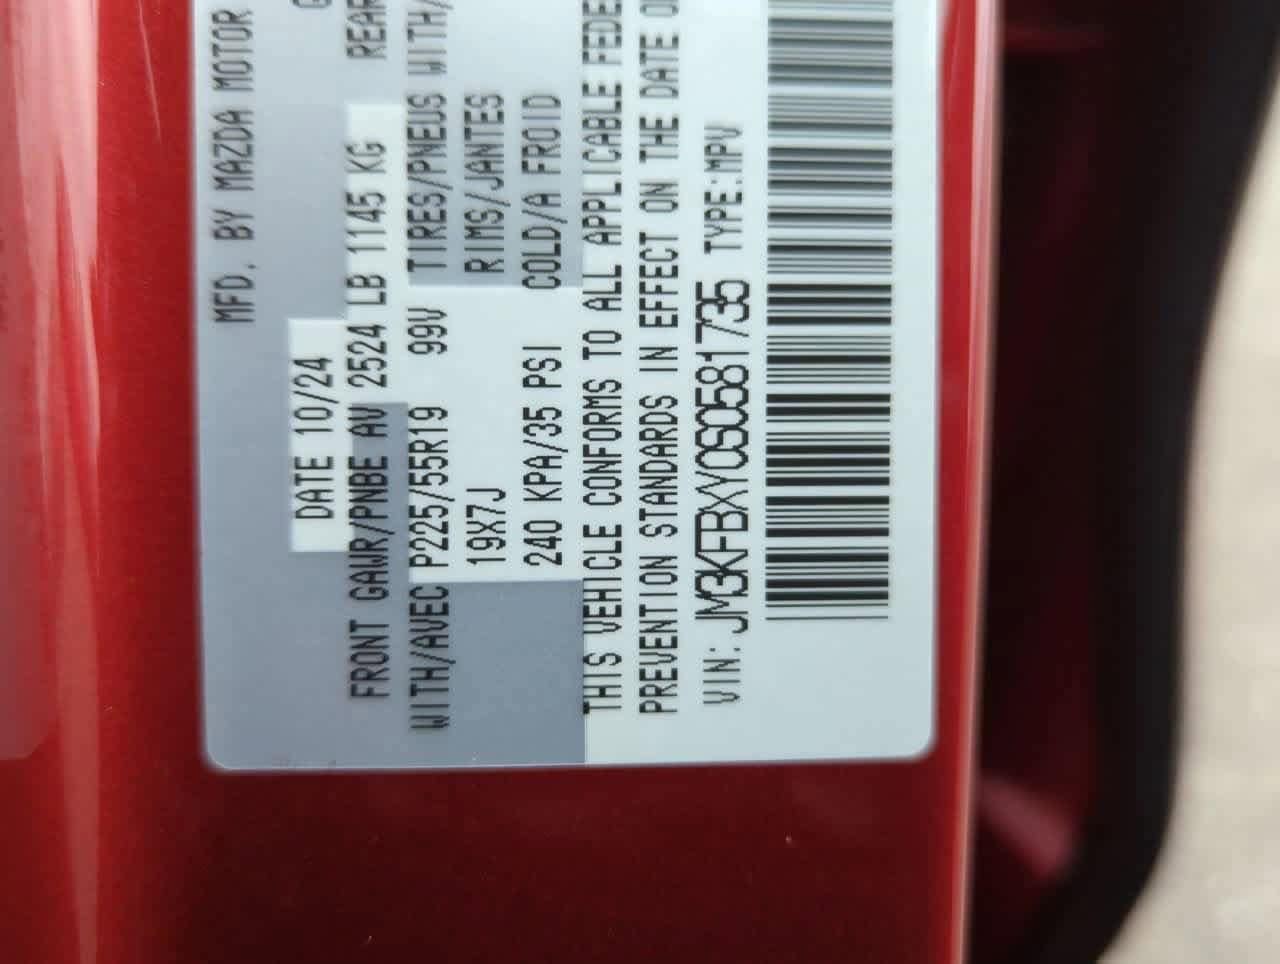 MFD. BY MAZDA MOTOR
DATE 10/24
FRONT GAWR/PNBE AV 2524 LB 1145 KG REAR
WITH/AVEC P225/55R19 99V TIRES/PNEUS WITH/
19X7J RIMS/JANTES
240 KPA/35 PSI COLD/A FROID
THIS VEHICLE CONFORMS TO ALL APPLICABLE FEDE
PREVENTION STANDARDS IN EFFECT ON THE DATE O
VIN: JM3KFBXY0S0581735 TYPE:MPV